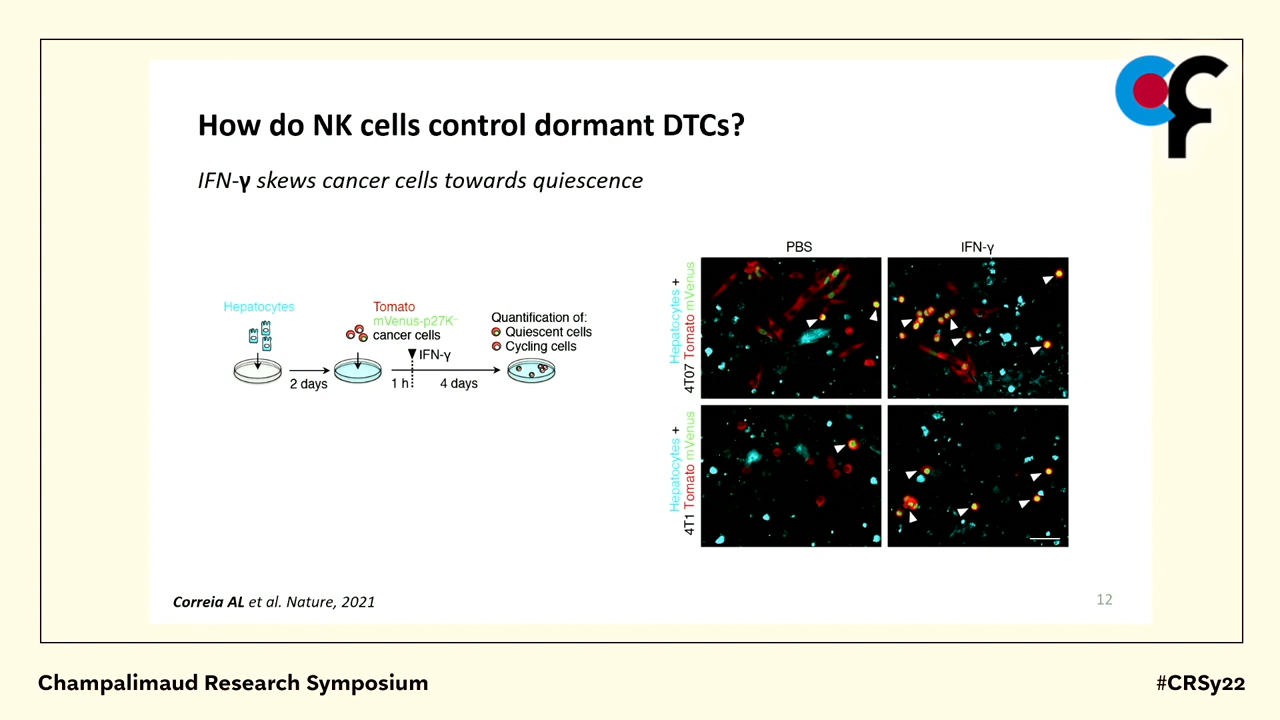 How do NK cells control dormant DTCs?
IFN-γ skews cancer cells towards quiescence
Hepatocytes
Tomato
mVenus-p27K⁻
cancer cells
IFN-γ
2 days
1 h
4 days
Quantification of:
Quiescent cells
Cycling cells
PBS
IFN-γ
Hepatocytes +
4T07 Tomato mVenus
Hepatocytes +
4T1 Tomato mVenus
Correia AL et al. Nature, 2021
12
Champalimaud Research Symposium
#CRSy22